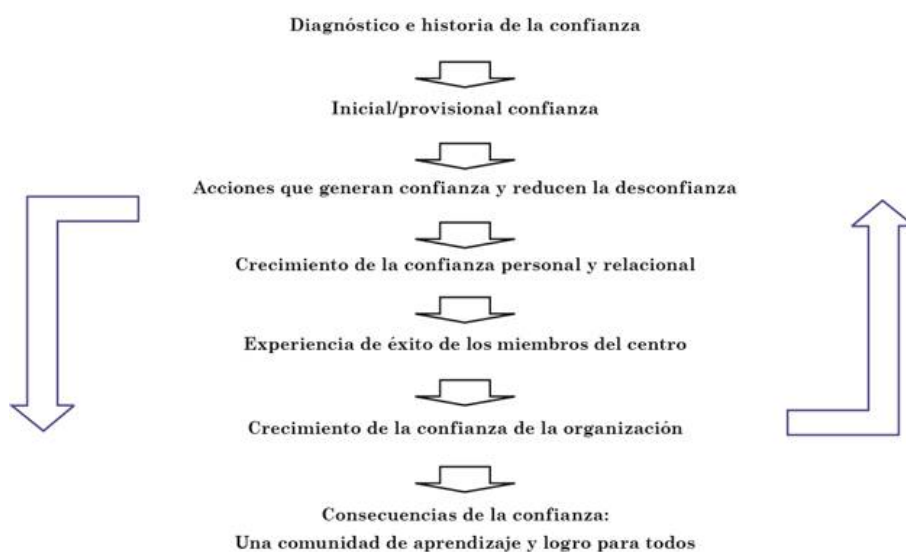 Diagnóstico e historia de la confianza
Inicial/provisional confianza
Acciones que generan confianza y reducen la desconfianza
Crecimiento de la confianza personal y relacional
Experiencia de éxito de los miembros del centro
Crecimiento de la confianza de la organización
Consecuencias de la confianza:
Una comunidad de aprendizaje y logro para todos